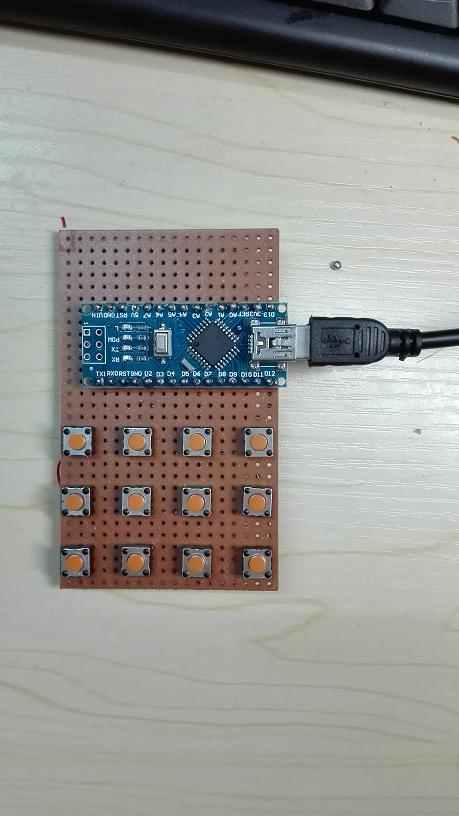 VIN GND RST 5V A7 A6 A5 A4 A3 A2 A1 A0 REF 3V3 D13
L
POW
TX
RX
TX1 RX0 RST GND D2 D3 D4 D5 D6 D7 D8 D9 D10 D11 D12